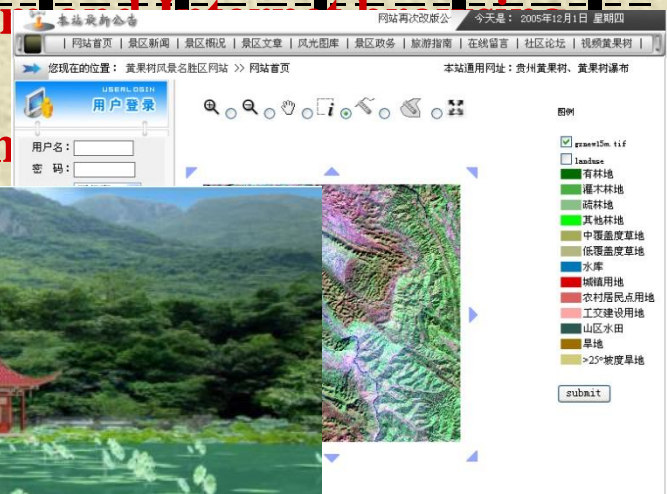 本站最新公告 网站再次改版公 今天是: 2005年12月1日 星期四
| 网站首页 | 景区新闻 | 景区概况 | 景区文章 | 风光图库 | 景区政务 | 旅游指南 | 在线留言 | 社区论坛 | 视频黄果树 |
您现在的位置: 黄果树风景名胜区网站 >> 网站首页 本站通用网址:贵州黄果树、黄果树瀑布
USERLOGIN
用户登录
用户名:
密 码:
i
图例
gznew15m.tif
landuse
有林地
灌木林地
疏林地
其他林地
中覆盖度草地
低覆盖度草地
水库
城镇用地
农村居民点用地
工交建设用地
山区水田
旱地
>25°坡度旱地
submit